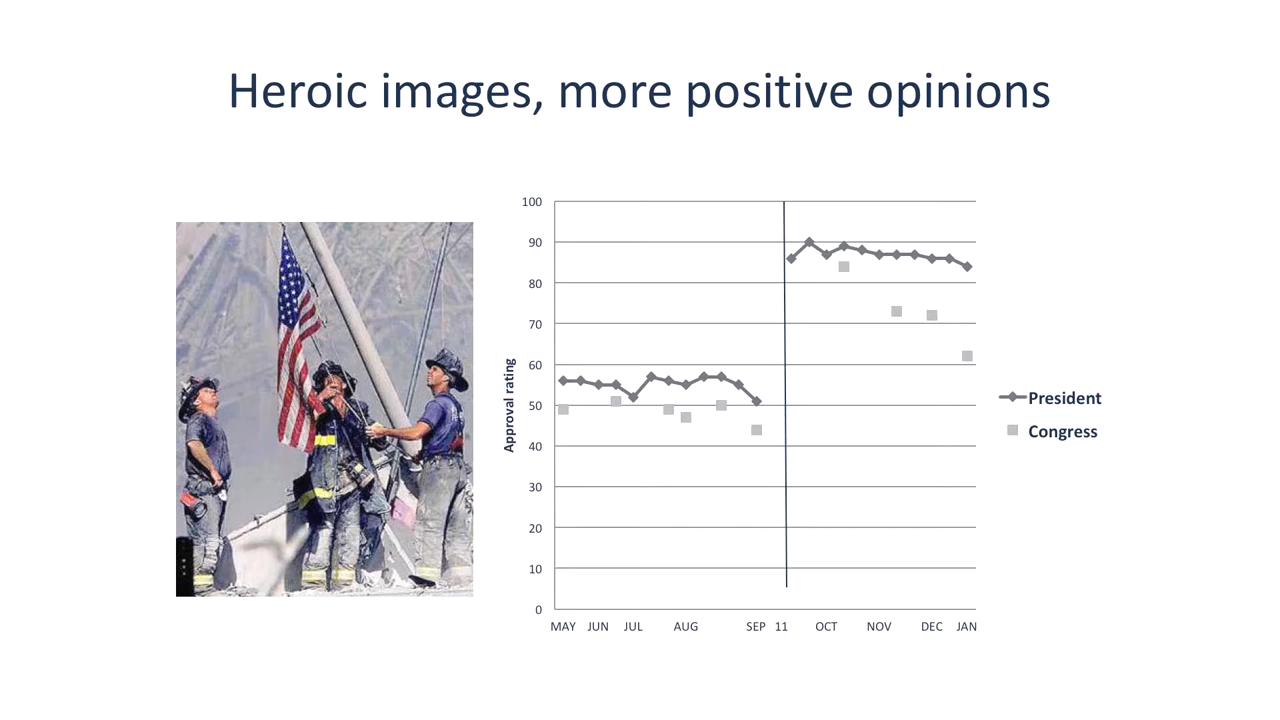 Heroic images, more positive opinions
100
90
80
70
60
50
40
30
20
10
0
Approval rating
MAY JUN JUL AUG SEP 11 OCT NOV DEC JAN
President
Congress